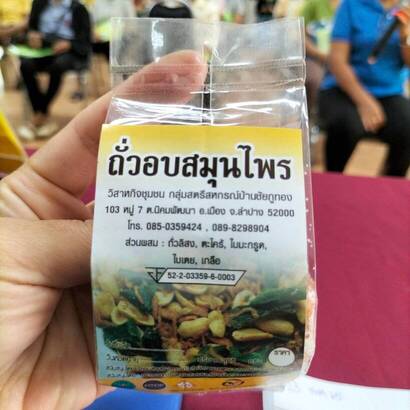 ถั่วอบสมุนไพร
วิสาหกิจชุมชน กลุ่มสตรีสหกรณ์บ้านชัยภูทอง
103 หมู่ 7 ต.นิคมพัฒนา อ.เมือง จ.ลำปาง 52000
โทร. 085-0359424 , 089-8298904
ส่วนผสม : ถั่วลิสง, ตะไคร้, ใบมะกรูด,
ใบเตย, เกลือ
52-2-03359-6-0003
ราคา